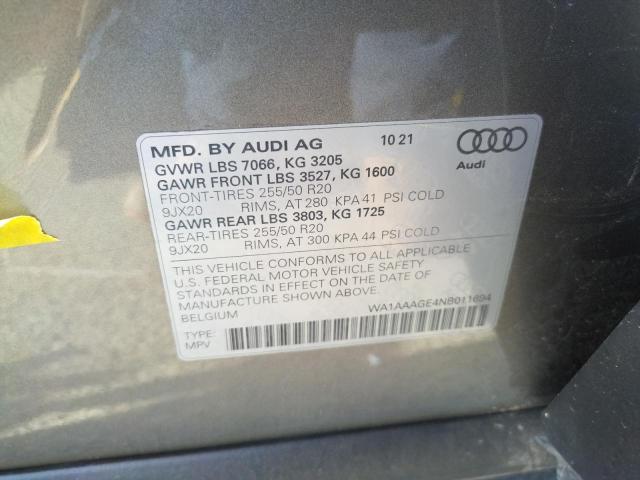 MFD. BY AUDI AG 10 21
GVWR LBS 7066, KG 3205
GAWR FRONT LBS 3527, KG 1600
FRONT-TIRES 255/50 R20
9JX20 RIMS, AT 280 KPA 41 PSI COLD
GAWR REAR LBS 3803, KG 1725
REAR-TIRES 255/50 R20
9JX20 RIMS, AT 300 KPA 44 PSI COLD
Audi
THIS VEHICLE CONFORMS TO ALL APPLICABLE
U.S. FEDERAL MOTOR VEHICLE SAFETY
STANDARDS IN EFFECT ON THE DATE OF
MANUFACTURE SHOWN ABOVE.
BELGIUM WA1AAAGE4NB011694
TYPE:
MPV